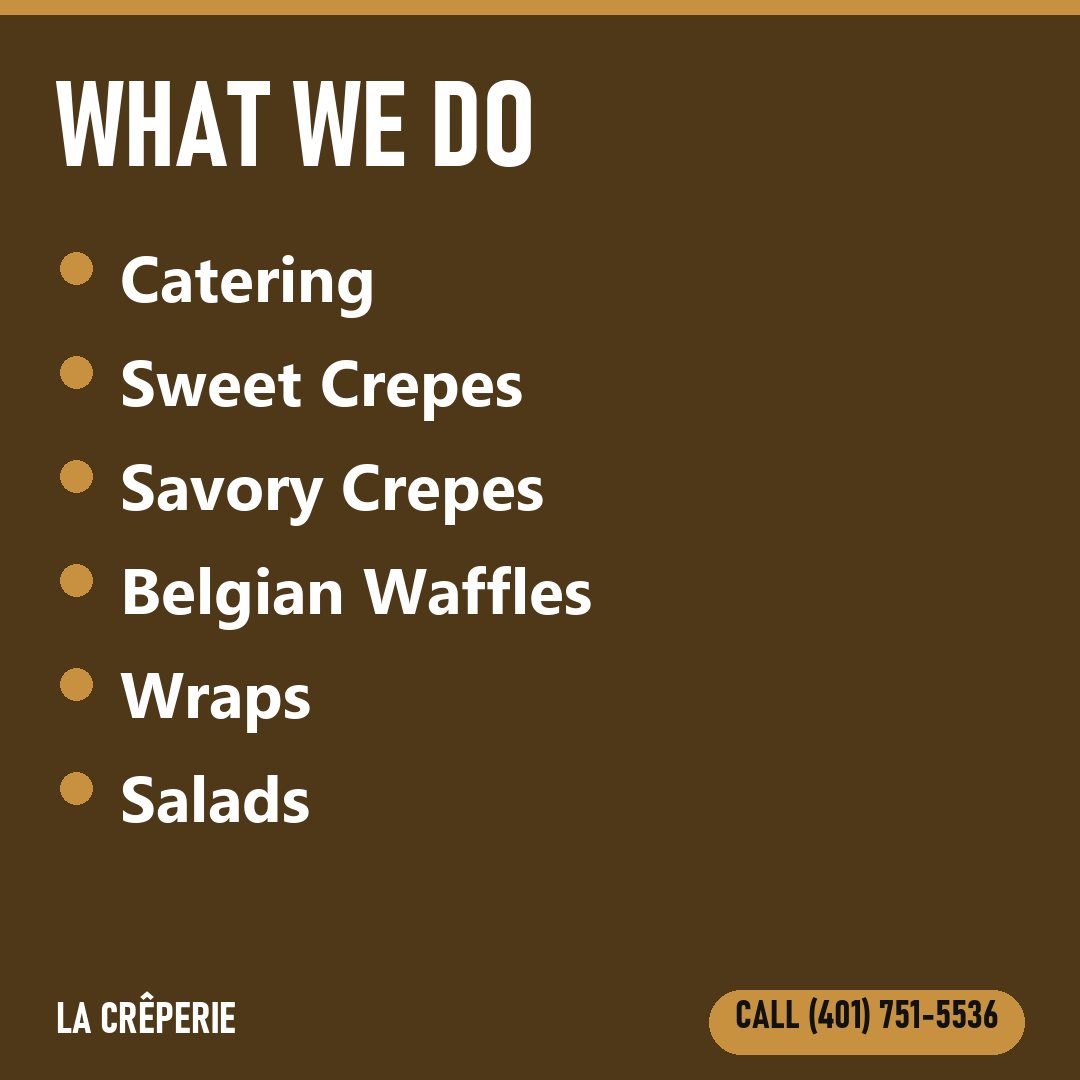 WHAT WE DO
Catering
Sweet Crepes
Savory Crepes
Belgian Waffles
Wraps
Salads
LA CRÊPERIE
CALL (401) 751-5536